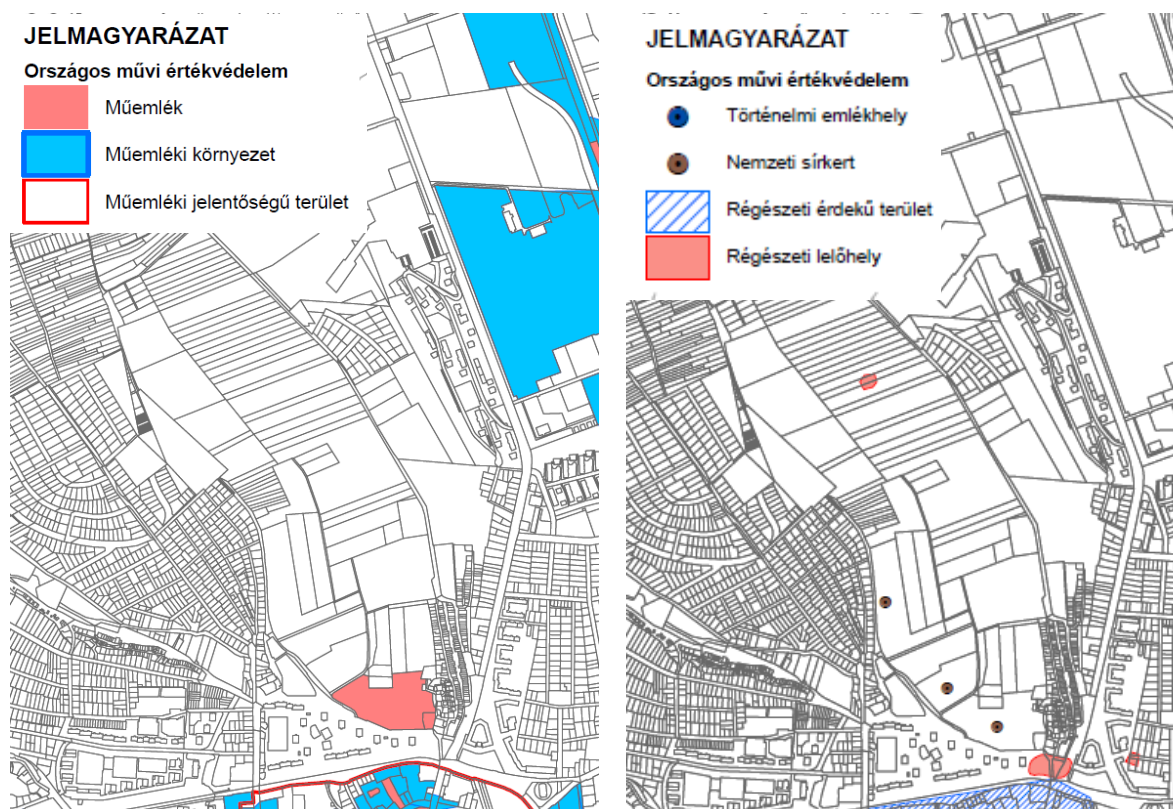 JELMAGYARÁZAT
Országos művi értékvédelem
Műemlék
Műemléki környezet
Műemléki jelentőségű terület
JELMAGYARÁZAT
Országos művi értékvédelem
Történelmi emlékhely
Nemzeti sírkert
Régészeti érdekű terület
Régészeti lelőhely